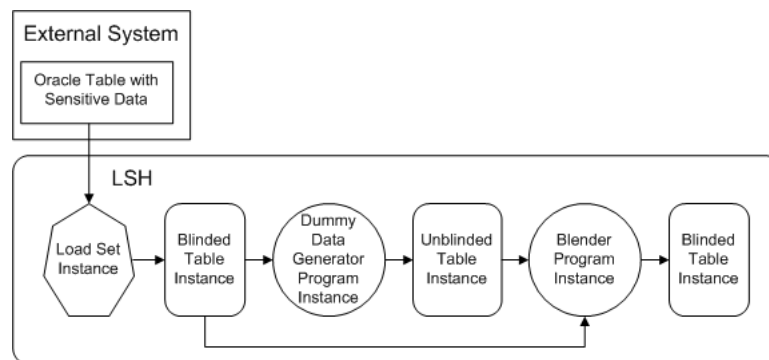 External System
Oracle Table with
Sensitive Data
LSH
Load Set
Instance
Blinded
Table
Instance
Dummy
Data
Generator
Program
Instance
Unblinded
Table
Instance
Blender
Program
Instance
Blinded
Table
Instance